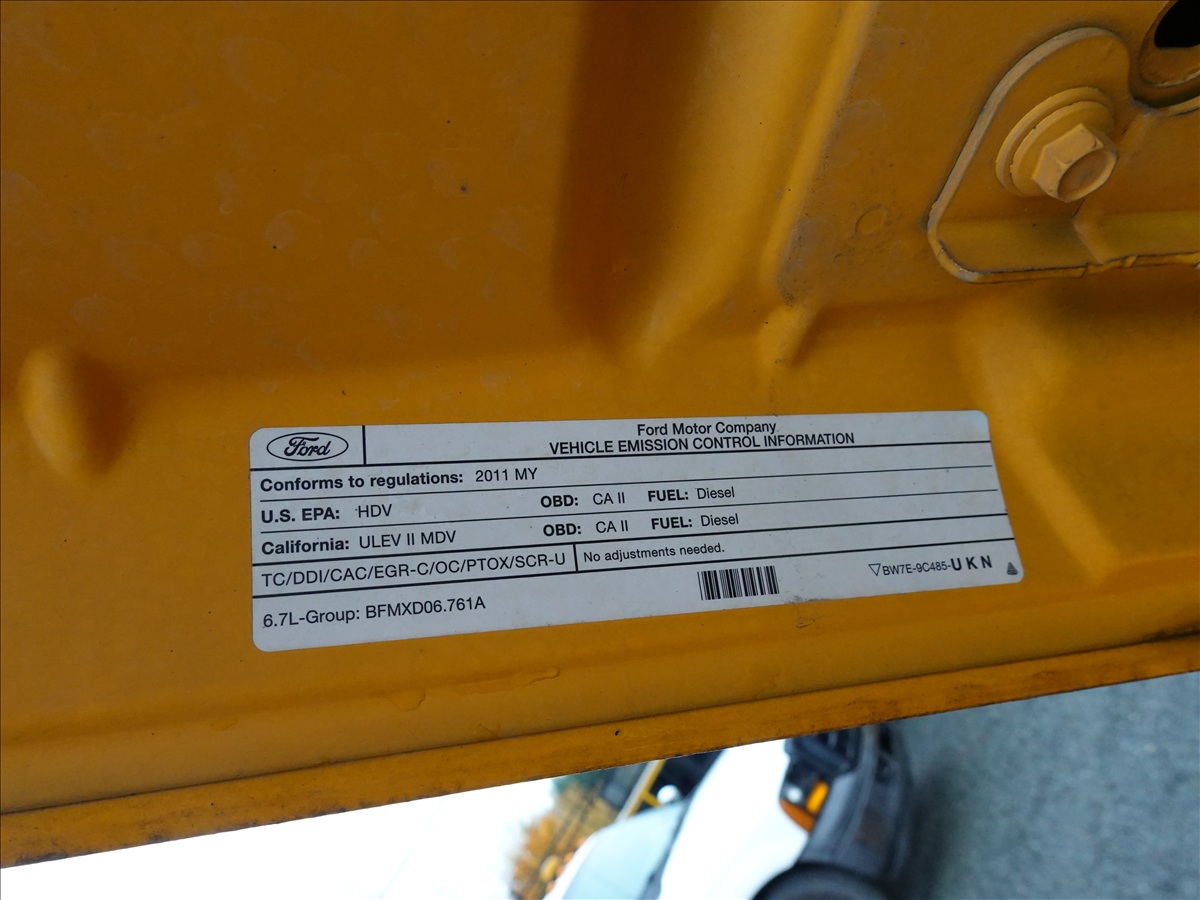 Ford
Ford Motor Company
VEHICLE EMISSION CONTROL INFORMATION
Conforms to regulations: 2011 MY
U.S. EPA: HDV OBD: CA II FUEL: Diesel
California: ULEV II MDV OBD: CA II FUEL: Diesel
TC/DDI/CAC/EGR-C/OC/PTOX/SCR-U No adjustments needed.
6.7L-Group: BFMXD06.761A ▽BW7E-9C485-UKN